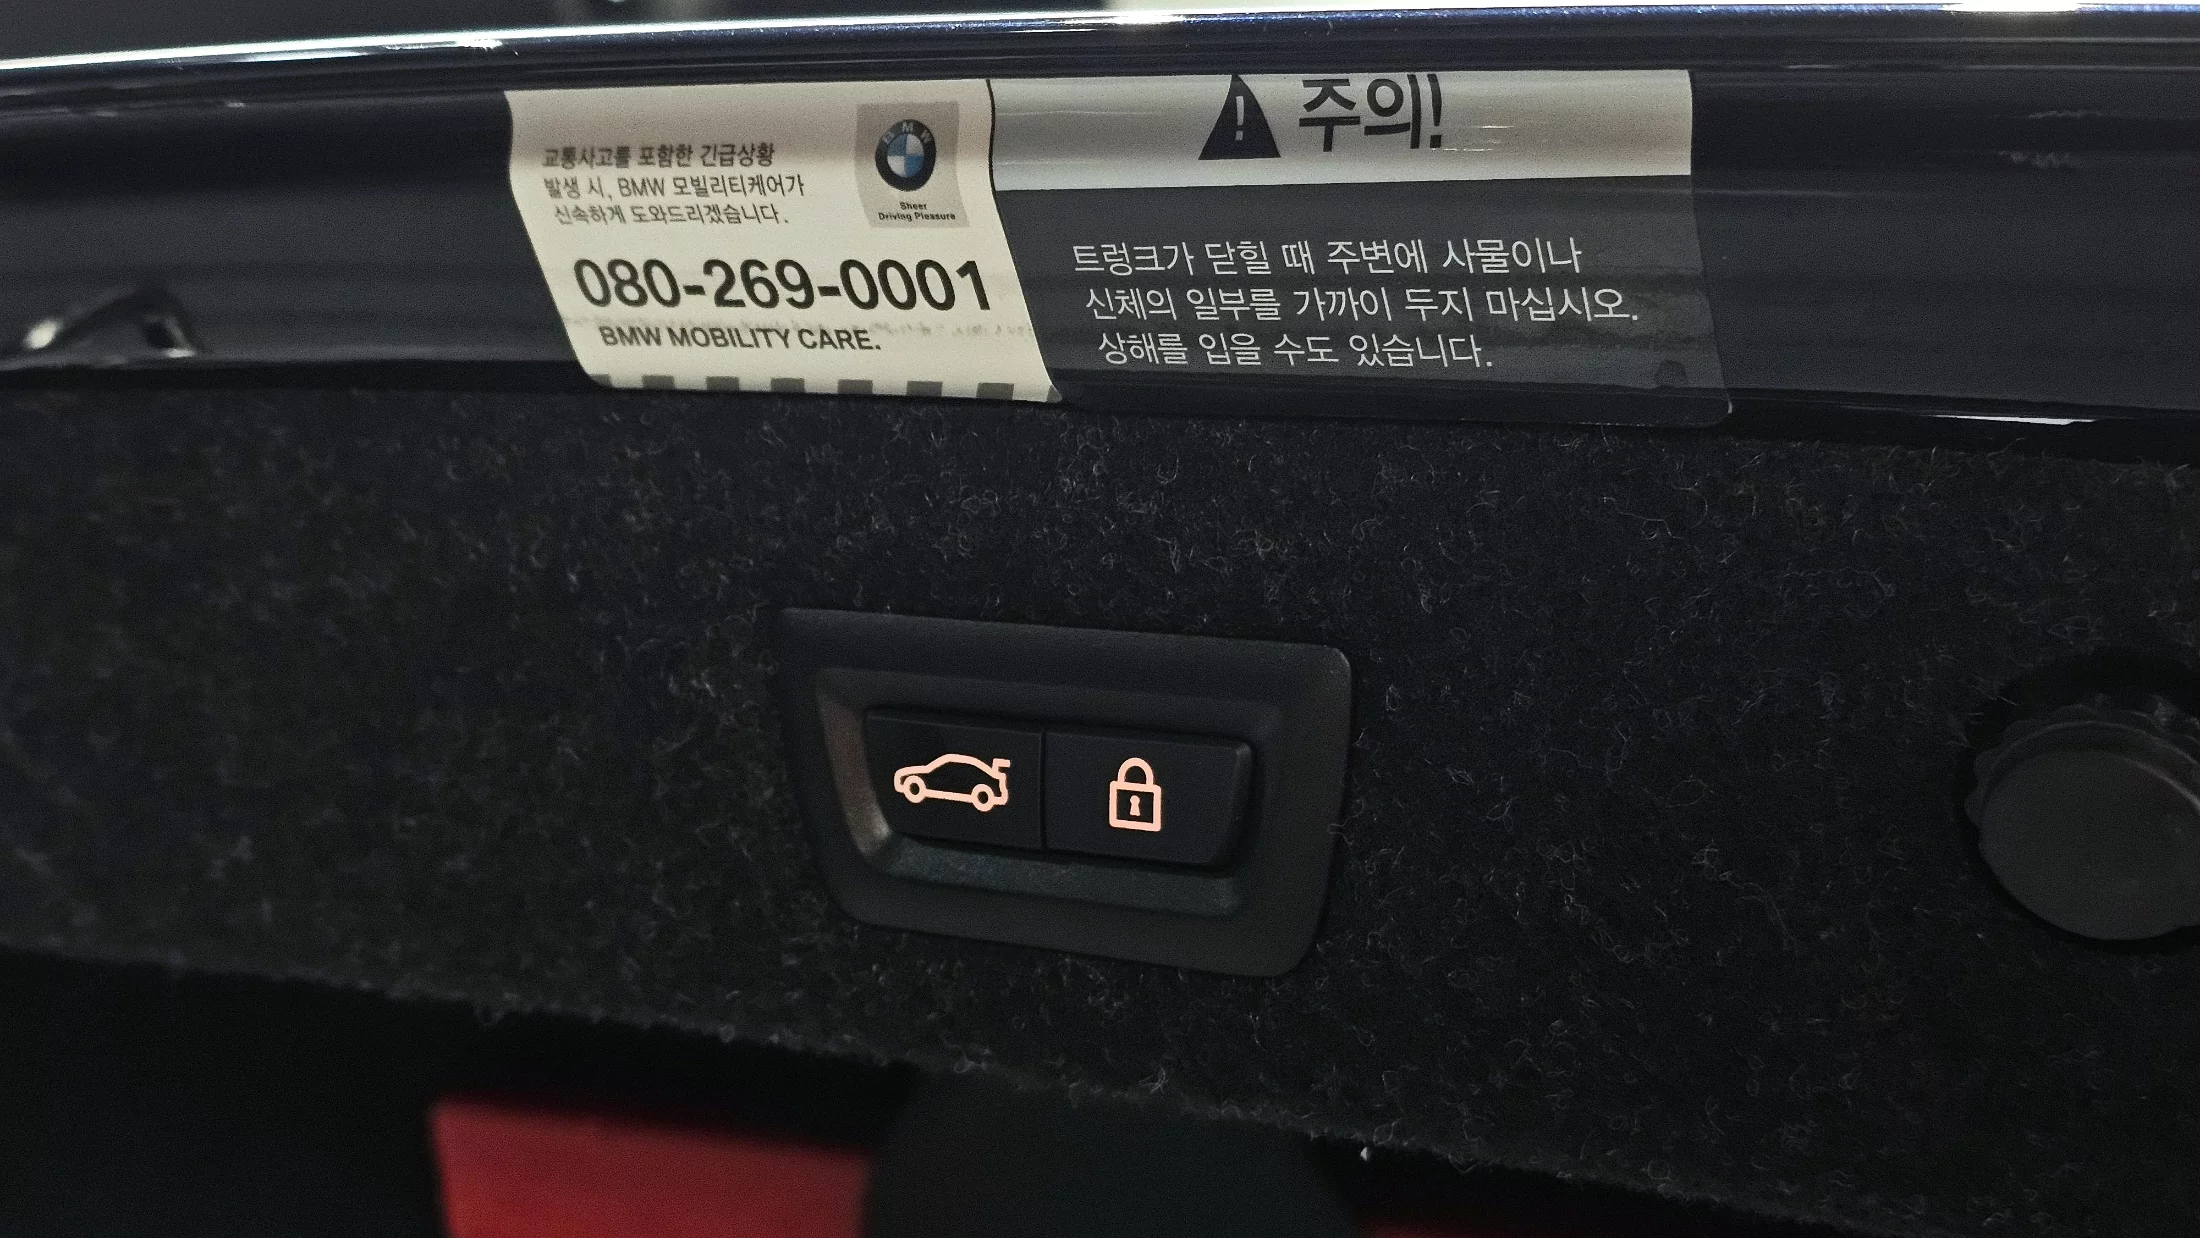 교통사고를 포함한 긴급상황
발생 시, BMW 모빌리티케어가
신속하게 도와드리겠습니다.
BMW
Sheer
Driving Pleasure
080-269-0001
BMW MOBILITY CARE.
주의!
트렁크가 닫힐 때 주변에 사물이나
신체의 일부를 가까이 두지 마십시오.
상해를 입을 수도 있습니다.